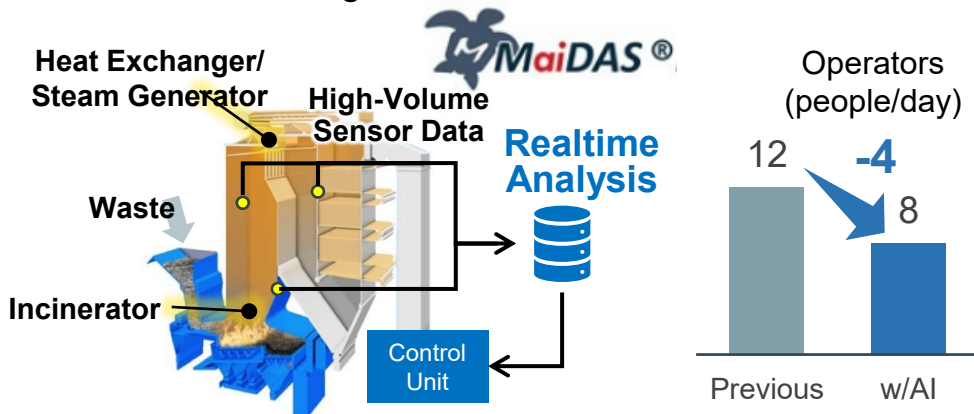 MaiDAS ®
Heat Exchanger/
Steam Generator
High-Volume
Sensor Data
Waste
Incinerator
Realtime
Analysis
Control
Unit
Operators
(people/day)
12
-4
8
Previous
w/AI